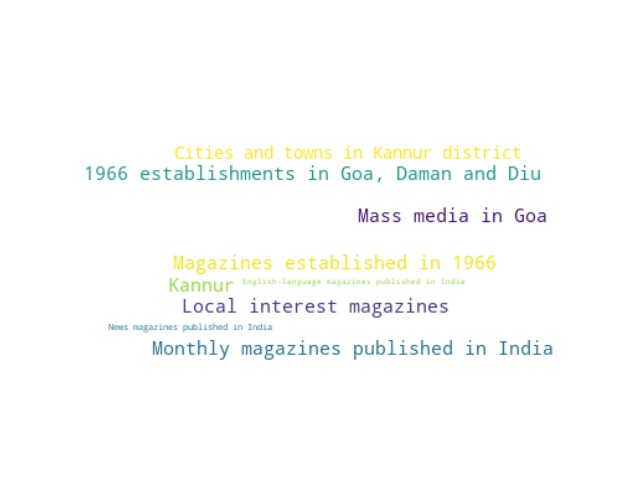 Cities and towns in Kannur district
1966 establishments in Goa, Daman and Diu
Mass media in Goa
Magazines established in 1966
Kannur English-language magazines published in India
Local interest magazines
News magazines published in India
Monthly magazines published in India